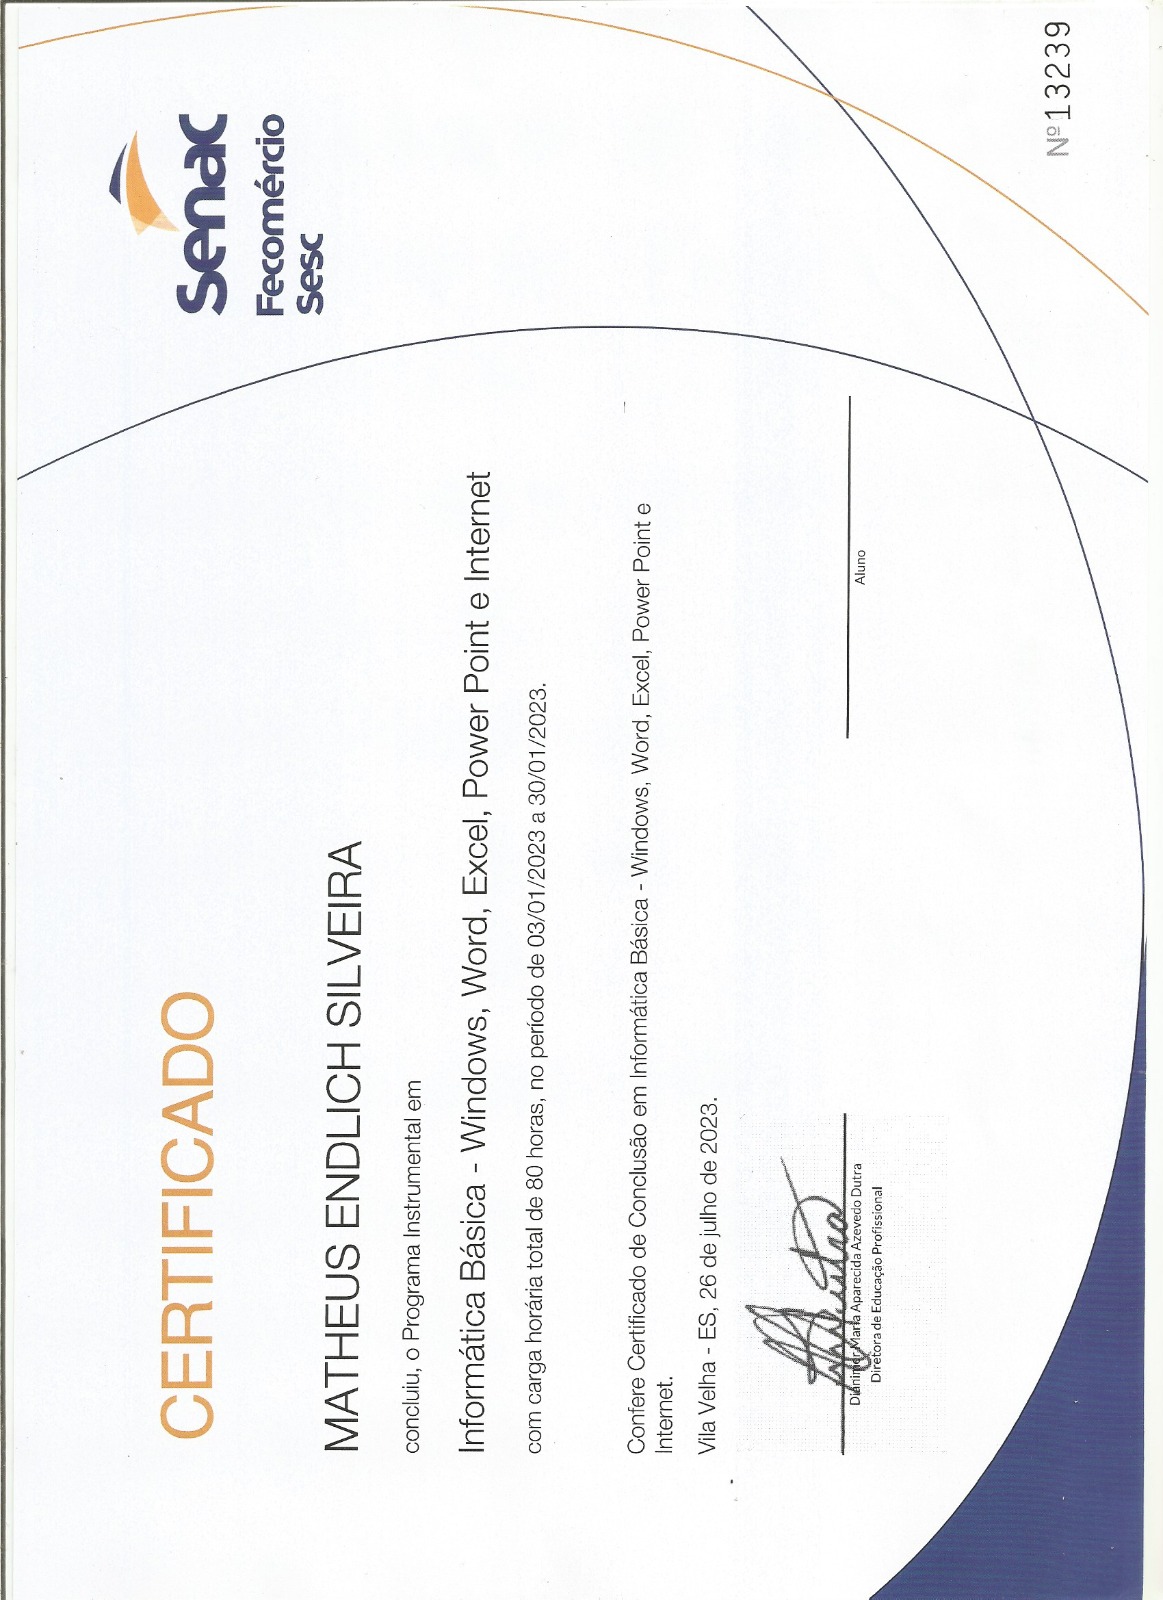 Senac
Fecomércio
Sesc
CERTIFICADO
MATHEUS ENDLICH SILVEIRA
concluiu, o Programa Instrumental em
Informática Básica - Windows, Word, Excel, Power Point e Internet
com carga horária total de 80 horas, no período de 03/01/2023 a 30/01/2023.
Confere Certificado de Conclusão em Informática Básica - Windows, Word, Excel, Power Point e
Internet.
Vila Velha - ES, 26 de julho de 2023.
Maria Aparecida Azevedo Dutra
Diretora de Educação Profissional
Aluno
Nº 13239